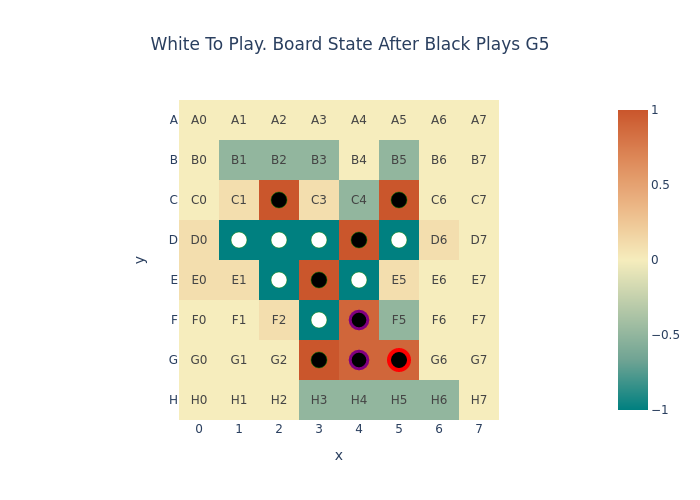 White To Play. Board State After Black Plays G5
A A0 A1 A2 A3 A4 A5 A6 A7
B B0 B1 B2 B3 B4 B5 B6 B7
C C0 C1 C3 C4 C6 C7
D D0 D6 D7
E E0 E1 E5 E6 E7
F F0 F1 F2 F5 F6 F7
G G0 G1 G2 G6 G7
H H0 H1 H2 H3 H4 H5 H6 H7
0 1 2 3 4 5 6 7
x
y
1
0.5
0
−0.5
−1